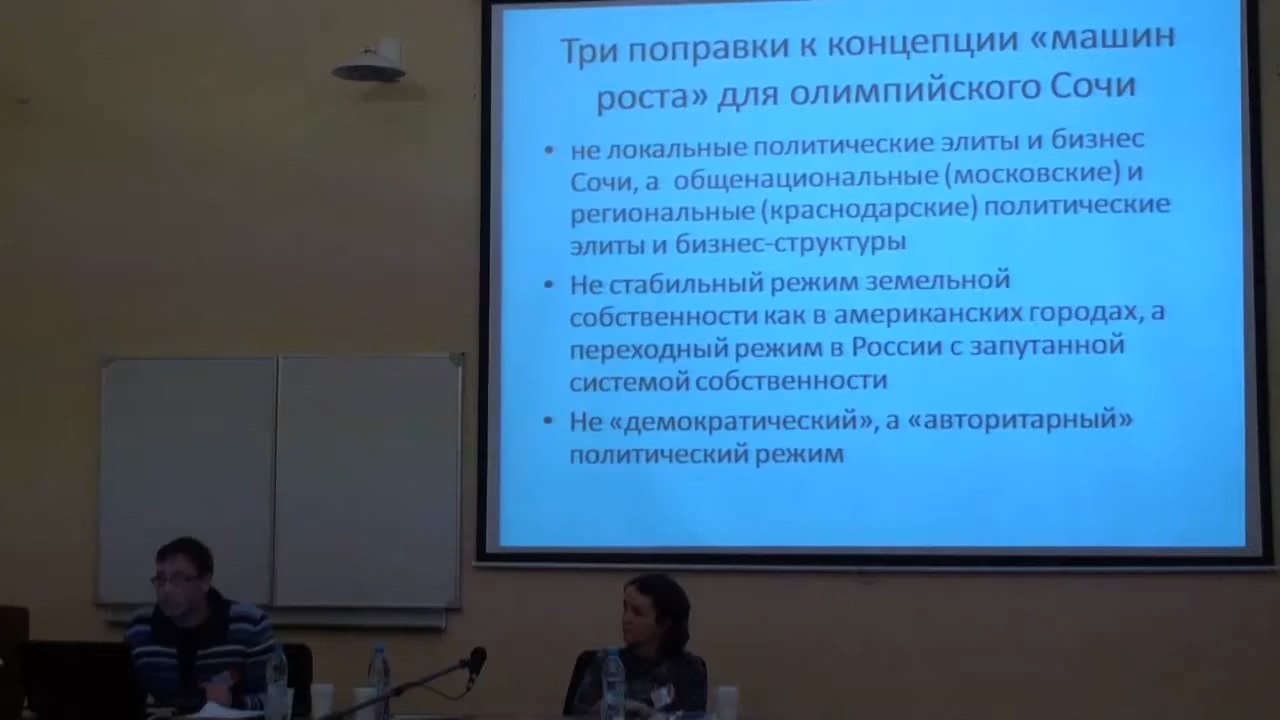 Три поправки к концепции «машин
роста» для олимпийского Сочи
• не локальные политические элиты и бизнес
Сочи, а общенациональные (московские) и
региональные (краснодарские) политические
элиты и бизнес-структуры
• Не стабильный режим земельной
собственности как в американских городах, а
переходный режим в России с запутанной
системой собственности
• Не «демократический», а «авторитарный»
политический режим